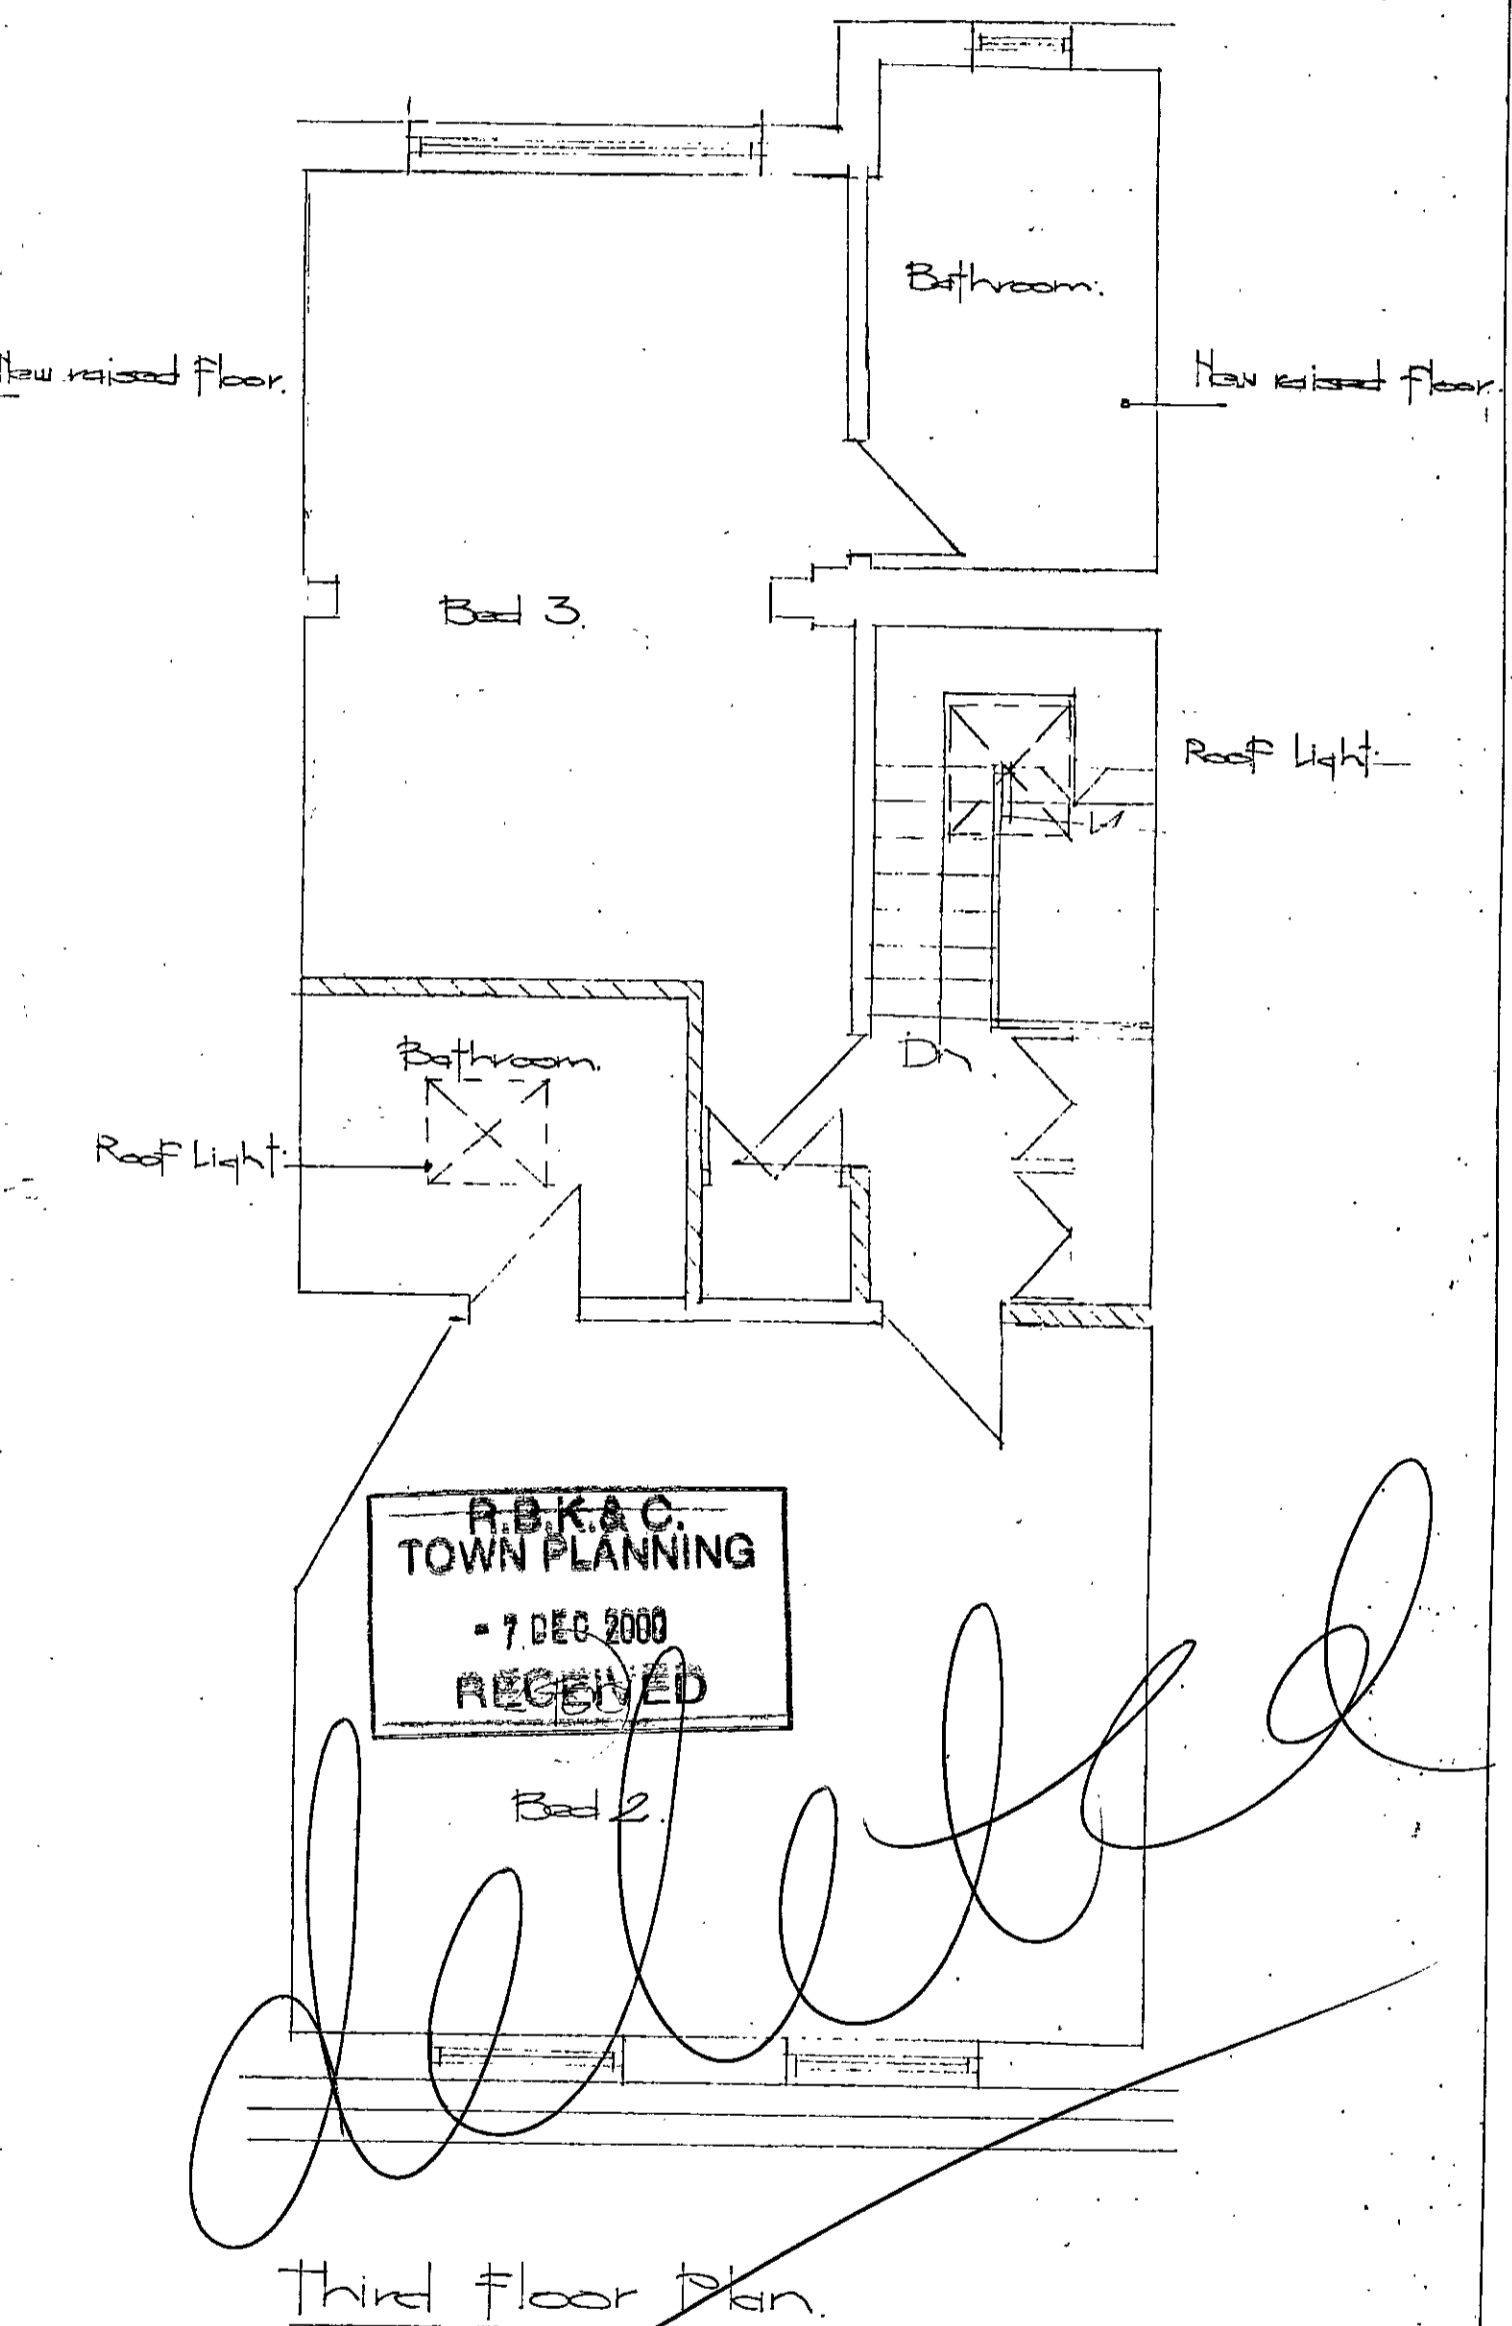 Bathroom.
New raised floor.
New raised floor.
Bed 3.
Roof Light.
Bathroom.
Dn
Roof Light.
R.B.K.& C.
TOWN PLANNING
- 7 DEC 2000
RECEIVED
Bed 2.
deleted
Third Floor Plan.